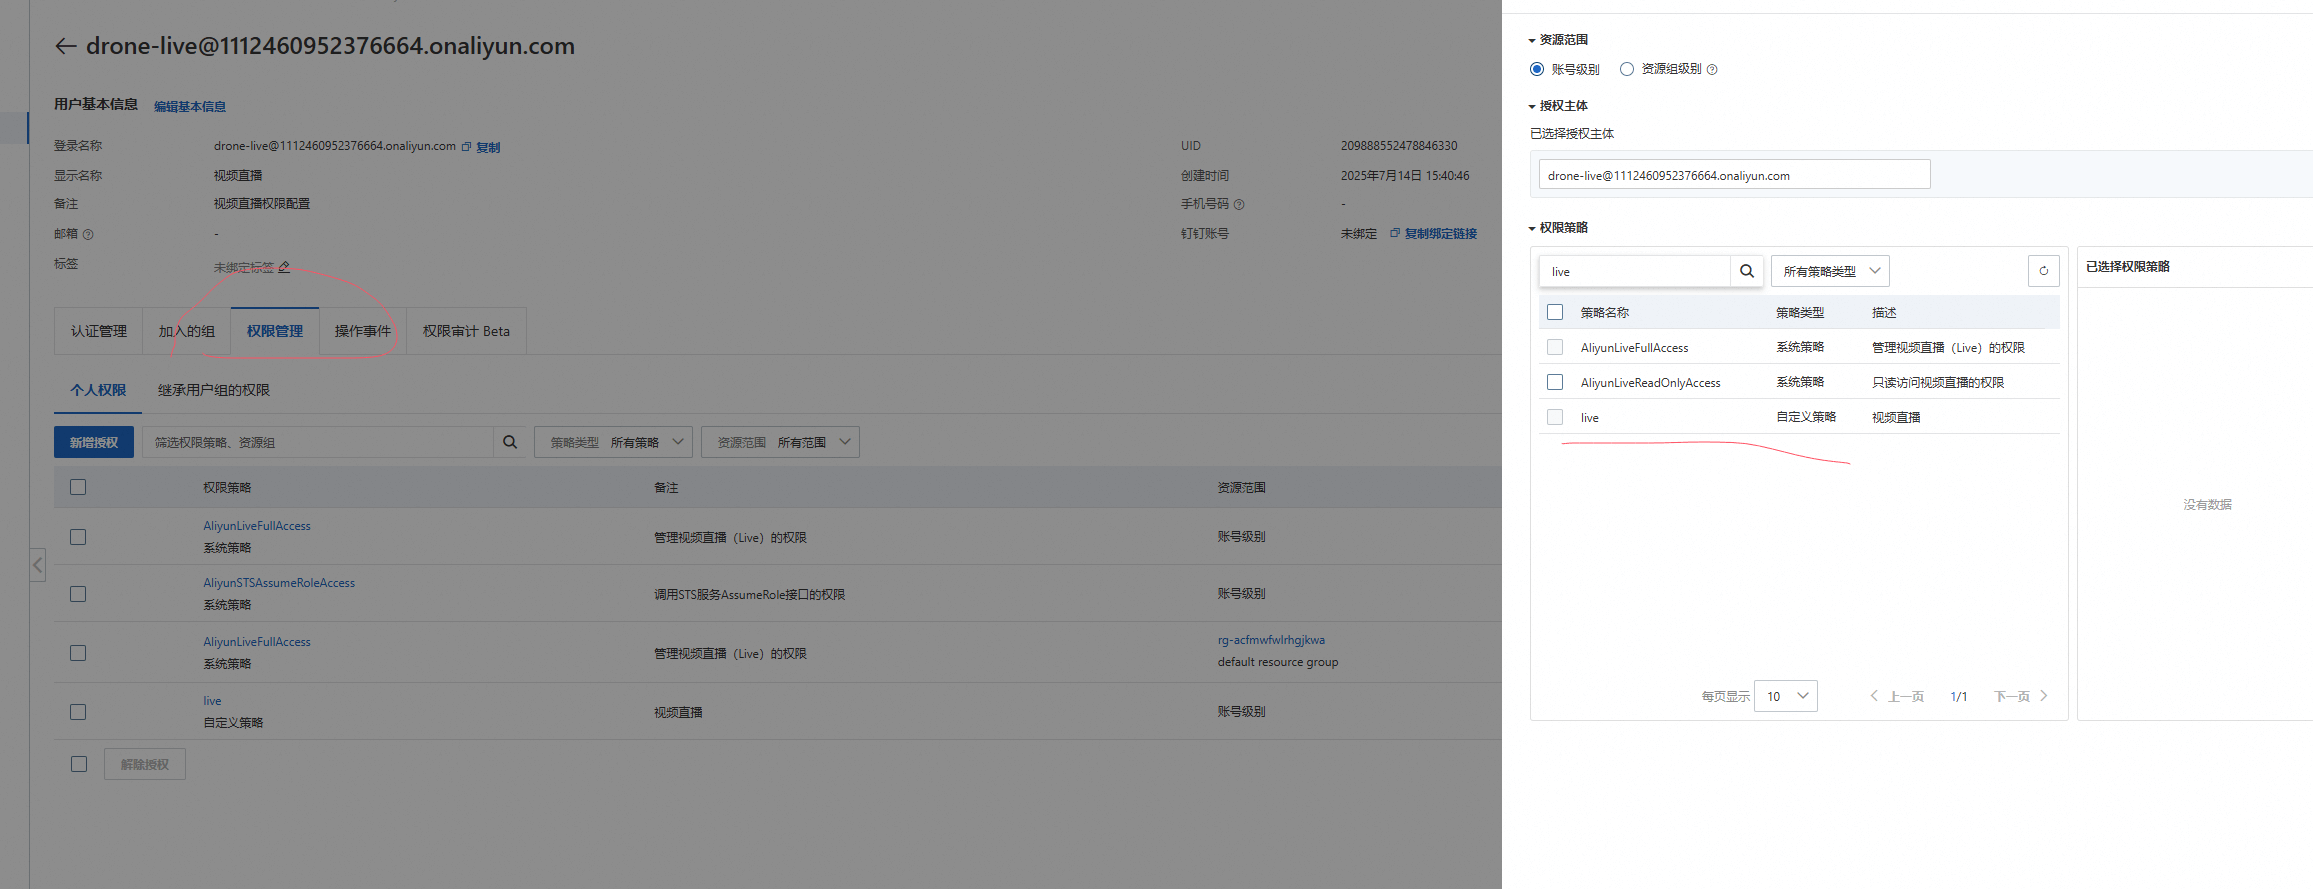 drone-live@1112460952376664.onaliyun.com
用户基本信息 编辑基本信息
登录名称 drone-live@1112460952376664.onaliyun.com 复制 UID 209888552478846330
显示名称 视频直播 创建时间 2025年7月14日 15:40:46
备注 视频直播权限配置 手机号码 -
邮箱 - 钉钉账号 未绑定 复制绑定链接
标签 未绑定标签
认证管理 加入的组 权限管理 操作事件 权限审计 Beta
个人权限 继承用户组的权限
新增授权 筛选权限策略、资源组 策略类型 所有策略 资源范围 所有范围
权限策略 备注 资源范围
AliyunLiveFullAccess
系统策略 管理视频直播（Live）的权限 账号级别
AliyunSTSAssumeRoleAccess
系统策略 调用STS服务AssumeRole接口的权限 账号级别
AliyunLiveFullAccess
系统策略 管理视频直播（Live）的权限 rg-acfmwfwlrhgjkwa
default resource group
live
自定义策略 视频直播 账号级别
解除授权
资源范围
账号级别 资源组级别
授权主体
已选择授权主体
drone-live@1112460952376664.onaliyun.com
权限策略
live 所有策略类型
策略名称 策略类型 描述
AliyunLiveFullAccess 系统策略 管理视频直播（Live）的权限
AliyunLiveReadOnlyAccess 系统策略 只读访问视频直播的权限
live 自定义策略 视频直播
每页显示 10 上一页 1/1 下一页
已选择权限策略
没有数据